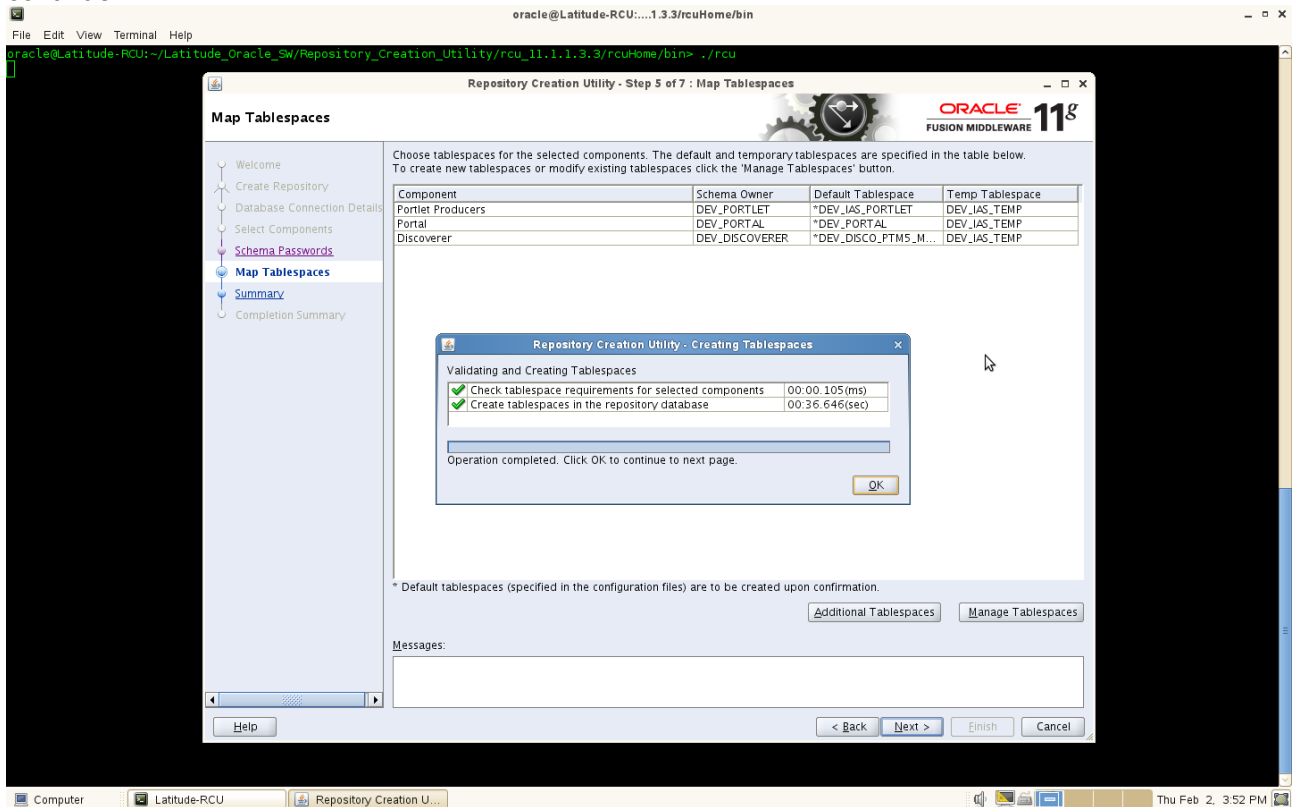 oracle@Latitude-RCU:....1.3.3/rcuHome/bin
File Edit View Terminal Help
oracle@Latitude-RCU:~/Latitude_Oracle_SW/Repository_Creation_Utility/rcu_11.1.1.3.3/rcuHome/bin> ./rcu
Repository Creation Utility - Step 5 of 7 : Map Tablespaces
Map Tablespaces
ORACLE 11g
FUSION MIDDLEWARE
Welcome
Create Repository
Database Connection Details
Select Components
Schema Passwords
Map Tablespaces
Summary
Completion Summary
Choose tablespaces for the selected components. The default and temporary tablespaces are specified in the table below.
To create new tablespaces or modify existing tablespaces click the 'Manage Tablespaces' button.
Component Schema Owner Default Tablespace Temp Tablespace
Portlet Producers DEV_PORTLET *DEV_IAS_PORTLET DEV_IAS_TEMP
Portal DEV_PORTAL *DEV_PORTAL DEV_IAS_TEMP
Discoverer DEV_DISCOVERER *DEV_DISCO_PTM5_M... DEV_IAS_TEMP
Repository Creation Utility - Creating Tablespaces
Validating and Creating Tablespaces
Check tablespace requirements for selected components 00:00.105(ms)
Create tablespaces in the repository database 00:36.646(sec)
Operation completed. Click OK to continue to next page.
OK
* Default tablespaces (specified in the configuration files) are to be created upon confirmation.
Additional Tablespaces Manage Tablespaces
Messages:
Help < Back Next > Finish Cancel
Computer Latitude-RCU Repository Creation U... Thu Feb 2, 3:52 PM